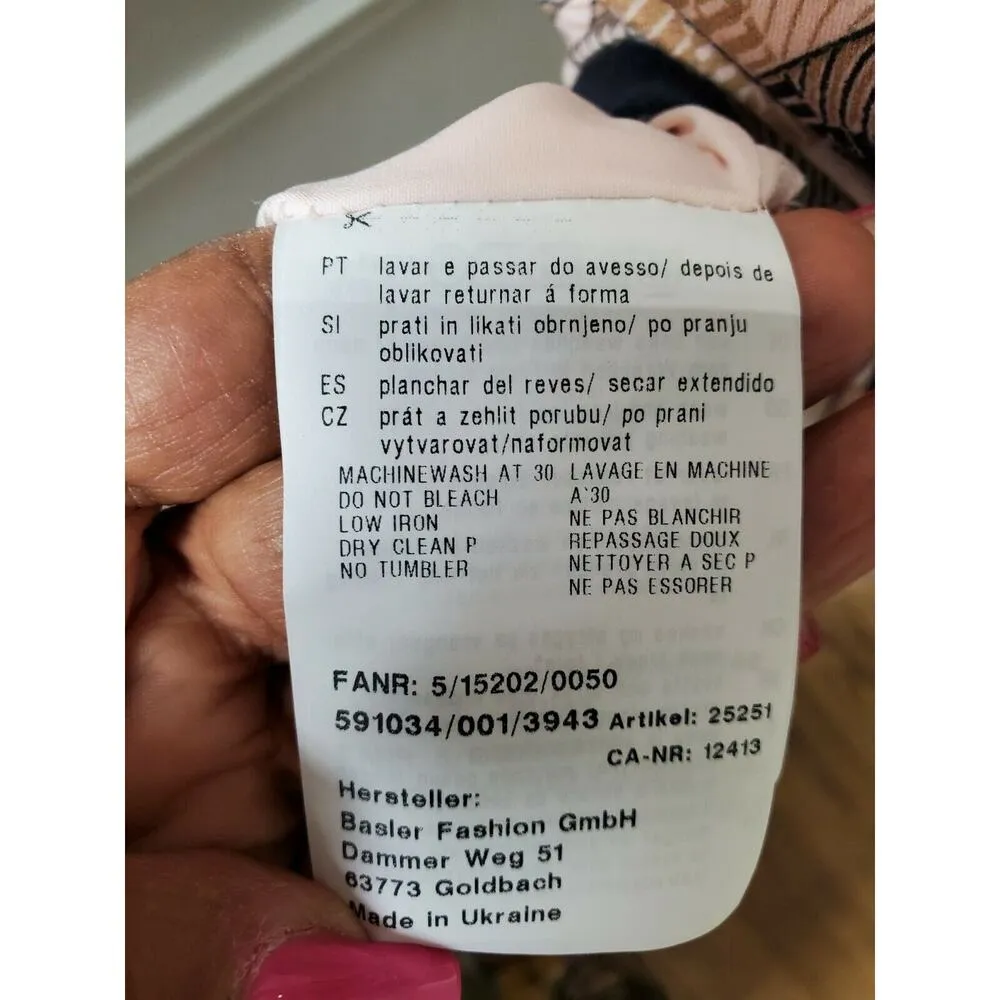 PT lavar e passar do avesso/ depois de
lavar returnar á forma
SI prati in likati obrnjeno/ po pranju
oblikovati
ES planchar del reves/ secar extendido
CZ prát a zehlit porubu/ po prani
vytvarovat/naformovat
MACHINEWASH AT 30
DO NOT BLEACH
LOW IRON
DRY CLEAN P
NO TUMBLER
LAVAGE EN MACHINE
A`30
NE PAS BLANCHIR
REPASSAGE DOUX
NETTOYER A SEC P
NE PAS ESSORER
FANR: 5/15202/0050
591034/001/3943 Artikel: 25251
CA-NR: 12413
Hersteller:
Basler Fashion GmbH
Dammer Weg 51
63773 Goldbach
Made in Ukraine